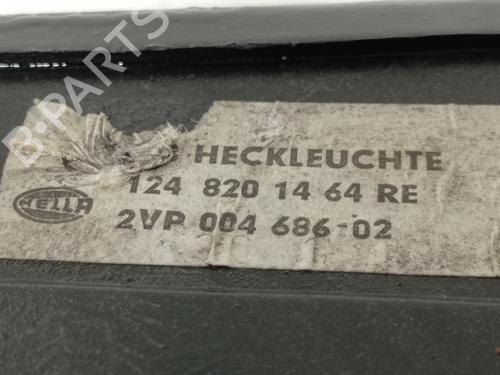 B-PARTS
HECKLEUCHTE
124 820 14 64 RE
HELLA
2VP 004 686-02